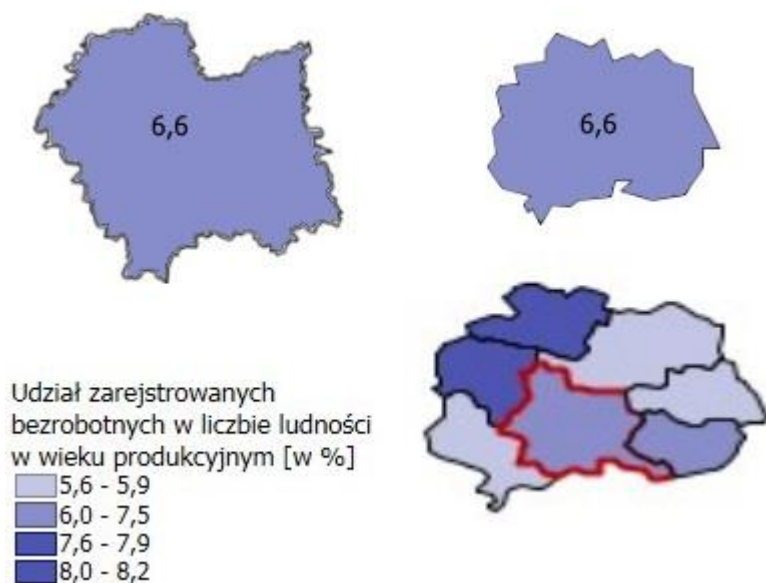 6,6
6,6
Udział zarejstrowanych
bezrobotnych w liczbie ludności
w wieku produkcyjnym [w %]
5,6 - 5,9
6,0 - 7,5
7,6 - 7,9
8,0 - 8,2